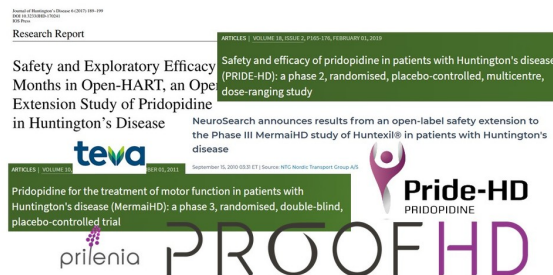 Journal of Huntington's Disease 6 (2017) 189–199
DOI 10.3233/JHD-170241
IOS Press
Research Report
Safety and Exploratory Efficacy
Months in Open-HART, an Ope
Extension Study of Pridopidine
in Huntington's Disease
ARTICLES | VOLUME 18, ISSUE 2, P165-176, FEBRUARY 01, 2019
Safety and efficacy of pridopidine in patients with Huntington's disease
(PRIDE-HD): a phase 2, randomised, placebo-controlled, multicentre,
dose-ranging study
NeuroSearch announces results from an open-label safety extension to
the Phase III MermaiHD study of Huntexil® in patients with Huntington's
disease
September 15, 2010 03:31 ET | Source: NTG Nordic Transport Group A/S
teva
ARTICLES | VOLUME 10, BER 01, 2011
Pridopidine for the treatment of motor function in patients with
Huntington's disease (MermaiHD): a phase 3, randomised, double-blind,
placebo-controlled trial
Pride-HD
PRIDOPIDINE
prilenia
PROOFHD